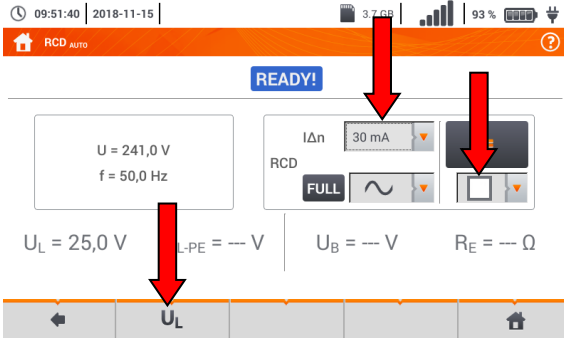 09:51:40 2018-11-15 3.7 GB 93 %
RCD AUTO ?
READY!
U = 241,0 V
f = 50,0 Hz
IΔn 30 mA
RCD
FULL
UL = 25,0 V L-PE = --- V UB = --- V RE = --- Ω
UL